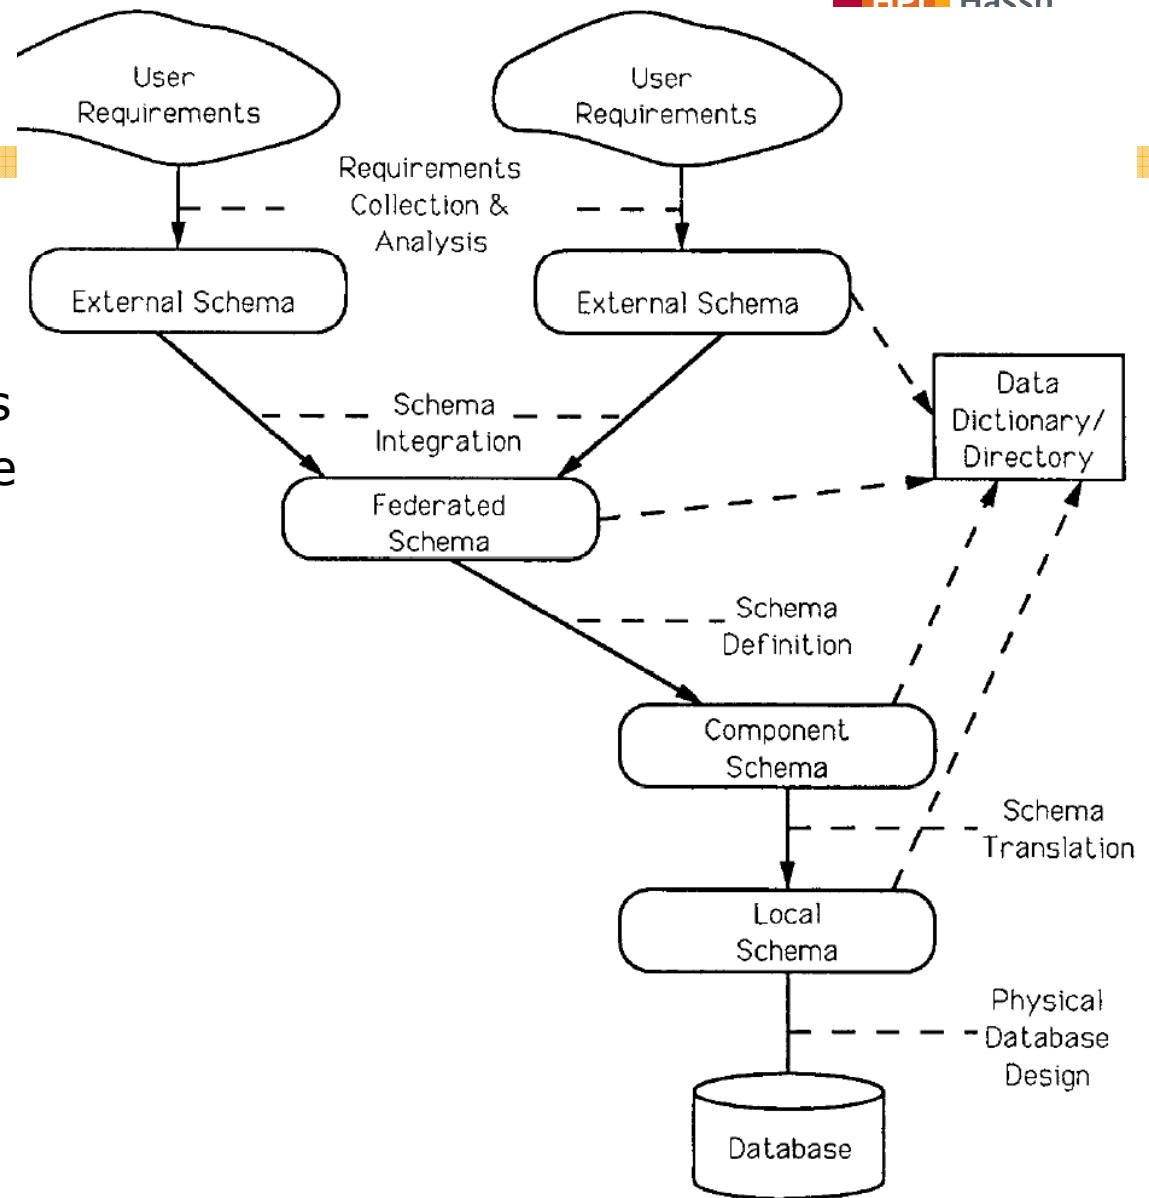 User
Requirements
User
Requirements
Requirements
Collection &
Analysis
External Schema
External Schema
Data
Dictionary/
Directory
Schema
Integration
s
e
Federated
Schema
Schema
Definition
Component
Schema
Schema
Translation
Local
Schema
Physical
Database
Design
Database